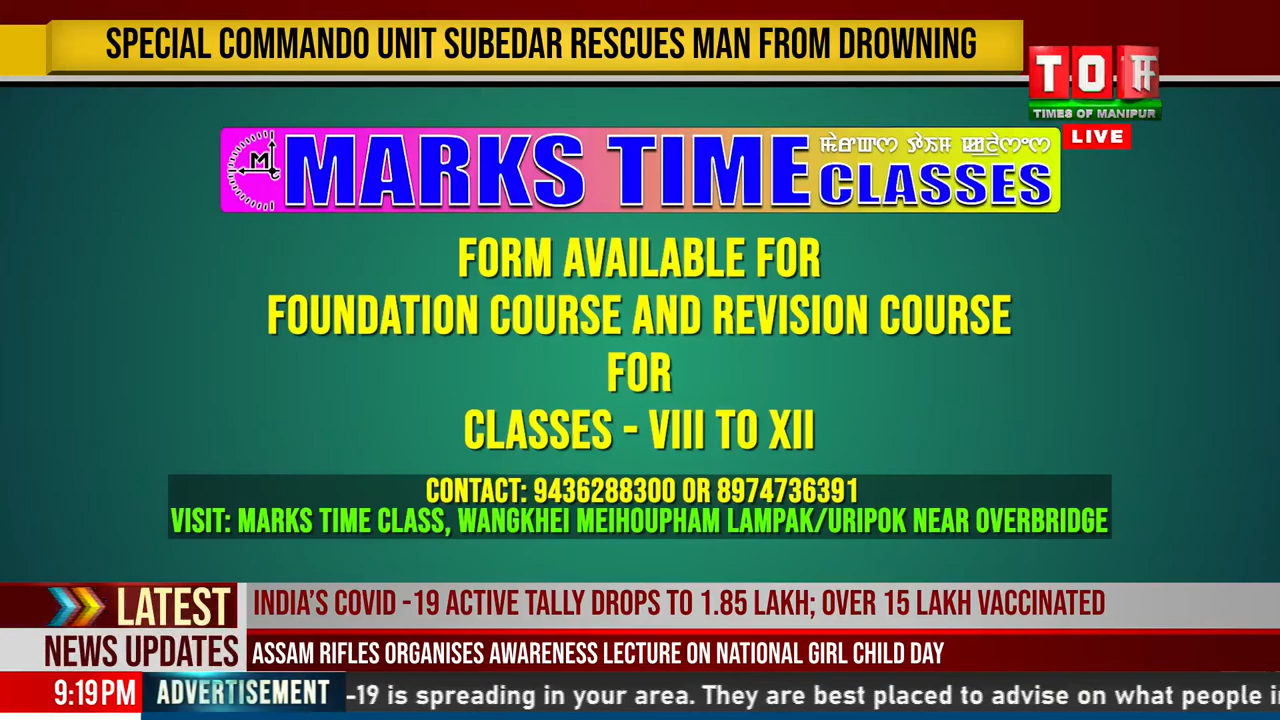 SPECIAL COMMANDO UNIT SUBEDAR RESCUES MAN FROM DROWNING
TO
TIMES OF MANIPUR
LIVE
M
MARKS TIME
CLASSES
FORM AVAILABLE FOR
FOUNDATION COURSE AND REVISION COURSE
FOR
CLASSES - VIII TO XII
CONTACT: 9436288300 OR 8974736391
VISIT: MARKS TIME CLASS, WANGKHEI MEIHOUPHAM LAMPAK/URIPOK NEAR OVERBRIDGE
LATEST
NEWS UPDATES
INDIA'S COVID -19 ACTIVE TALLY DROPS TO 1.85 LAKH; OVER 15 LAKH VACCINATED
ASSAM RIFLES ORGANISES AWARENESS LECTURE ON NATIONAL GIRL CHILD DAY
9:19 PM
ADVERTISEMENT
-19 is spreading in your area. They are best placed to advise on what people i